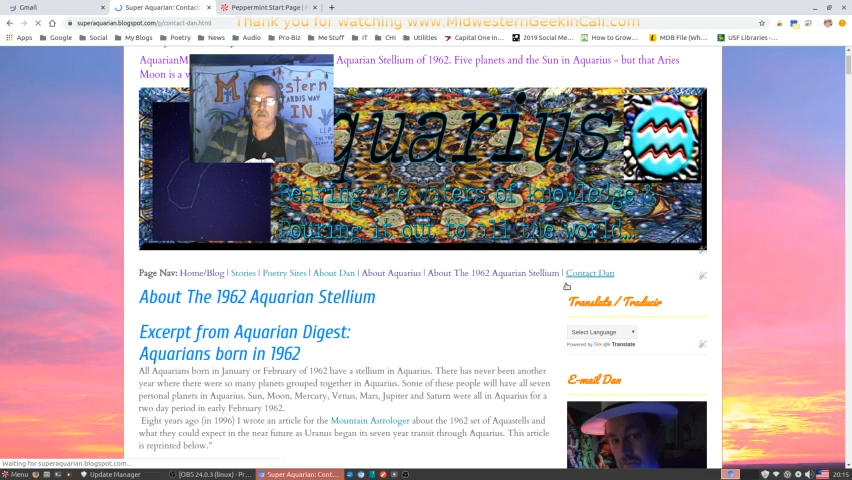 Gmail
Super Aquarian: Contac
Peppermint Start Page |
Thank you for watching www.MidwesternGeekInCall.com
superaquarian.blogspot.com/p/contact-dan.html
Apps Google Social My Blogs Poetry News Audio Pro-Biz Me Stuff IT CHI Utilities Capital One Cr... 2019 Social Me... How to Grow... MDB File (Wh... USF Libraries -...
AquarianM Aquarian Stellium of 1962. Five planets and the Sun in Aquarius - but that Aries
Moon is a w
Midwestern
TARDIS WAY
IN
quarius
Bearing The waters of knowledge &
Pouring it out to all the world...
Page Nav: Home/Blog | Stories | Poetry Sites | About Dan | About Aquarius | About The 1962 Aquarian Stellium | Contact Dan
About The 1962 Aquarian Stellium
Excerpt from Aquarian Digest:
Aquarians born in 1962
All Aquarians born in January or February of 1962 have a stellium in Aquarius. There has never been another
year where there were so many planets grouped together in Aquarius. Some of these people will have all seven
personal planets in Aquarius. Sun, Moon, Mercury, Venus, Mars, Jupiter and Saturn were all in Aquarius for a
two day period in early February 1962.
Eight years ago (in 1996) I wrote an article for the Mountain Astrologer about the 1962 set of Aquastells and
what they could expect in the near future as Uranus began its seven year transit through Aquarius. This article
is reprinted below."
Translate / Traducir
Select Language
Powered by Google Translate
E-mail Dan
Waiting for superaquarian.blogspot.com...
Menu
Update Manager
[OBS 24.0.3 (linux) - Pr...
Super Aquarian: Cont...
20:15